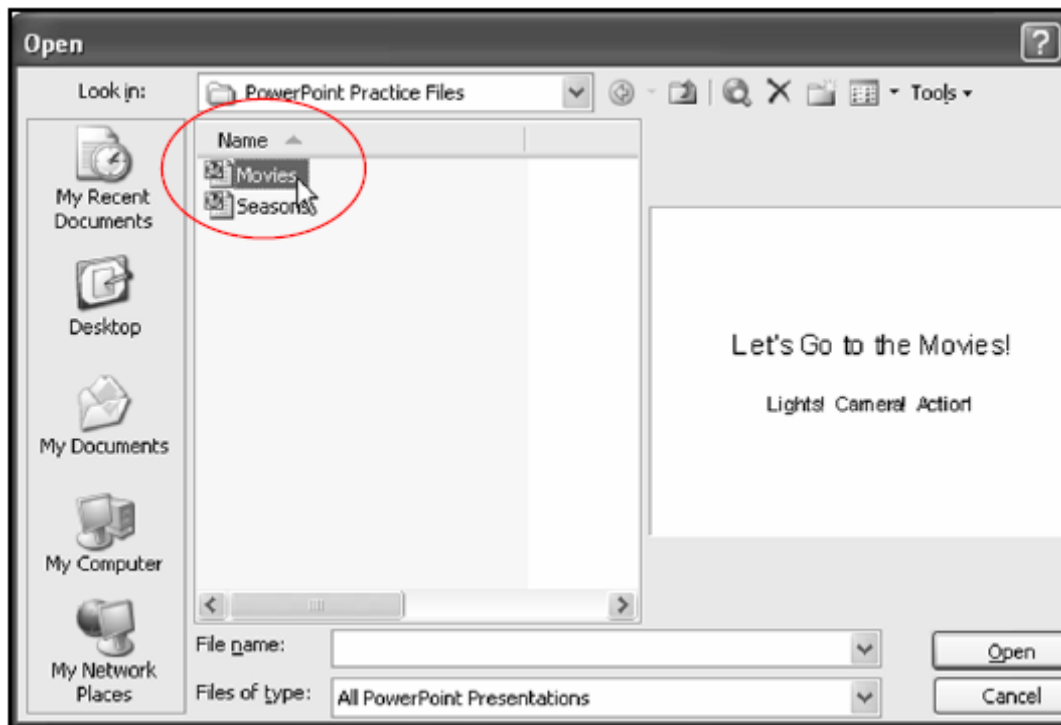 Open
?
Look in:
PowerPoint Practice Files
Tools
Name
Movies
Seasons
My Recent
Documents
Desktop
My Documents
My Computer
My Network
Places
Let's Go to the Movies!
Lights! Camera! Action!
File name:
Open
Files of type:
All PowerPoint Presentations
Cancel